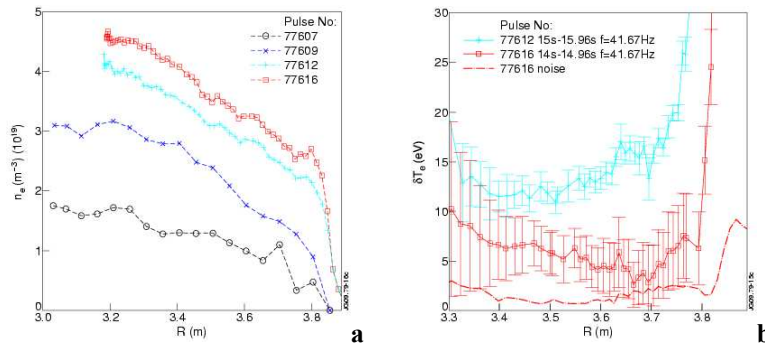 Pulse No:
77607
77609
77612
77616
5
4
3
2
1
0
n_e (m⁻³) (10¹⁹)
3.0
3.2
3.4
3.6
3.8
R (m)
a
Pulse No:
77612 15s-15.96s f=41.67Hz
77616 14s-14.96s f=41.67Hz
77616 noise
30
25
20
15
10
5
0
δT_e (eV)
3.3
3.4
3.5
3.6
3.7
3.8
R (m)
b